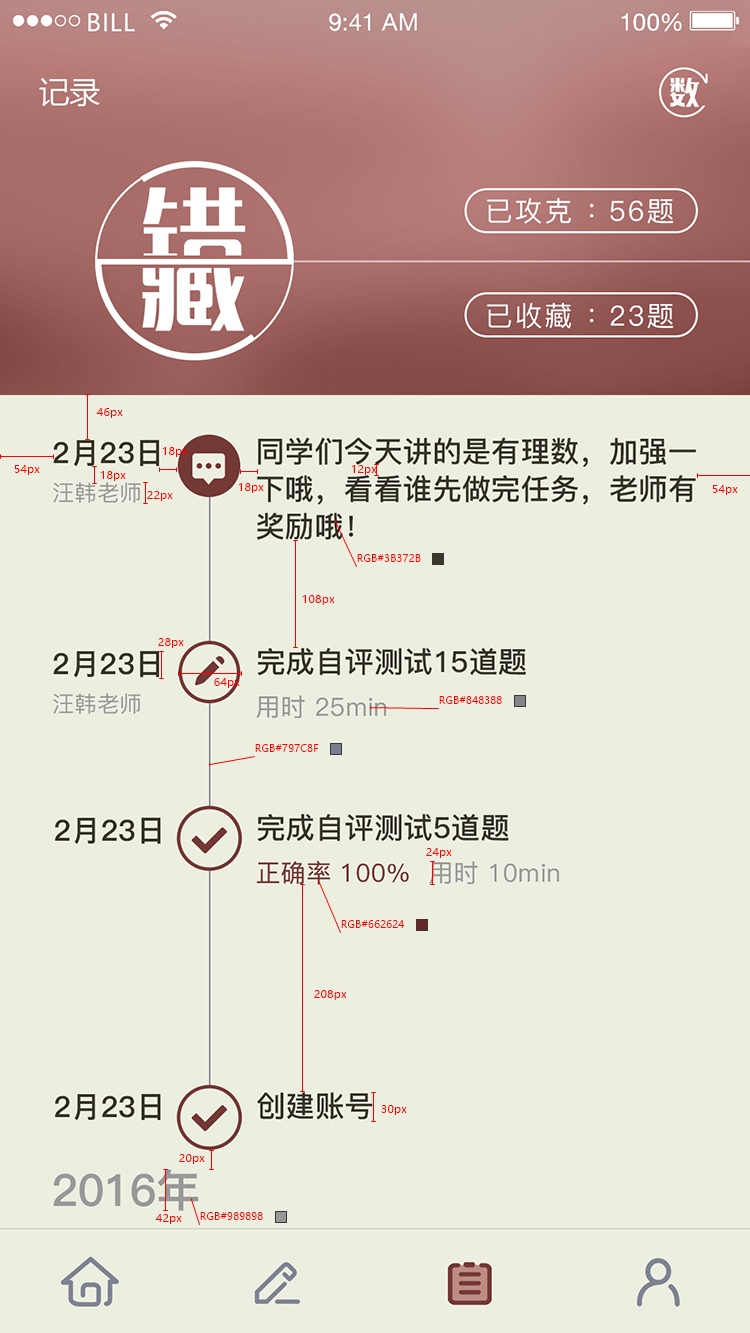 BILL 9:41 AM 100%
记录 数
错
藏
已攻克：56题
已收藏：23题
46px
2月23日 18px 同学们今天讲的是有理数，加强一
54px 18px 18px 12px 54px
汪韩老师 22px 下哦，看看谁先做完任务，老师有
奖励哦！
RGB#3B372B
108px
28px
2月23日 完成自评测试15道题
64px
汪韩老师 用时 25min RGB#848388
RGB#797C8F
2月23日 完成自评测试5道题
24px
正确率 100% 用时 10min
RGB#662624
208px
2月23日 创建账号 30px
20px
2016年
42px RGB#989898